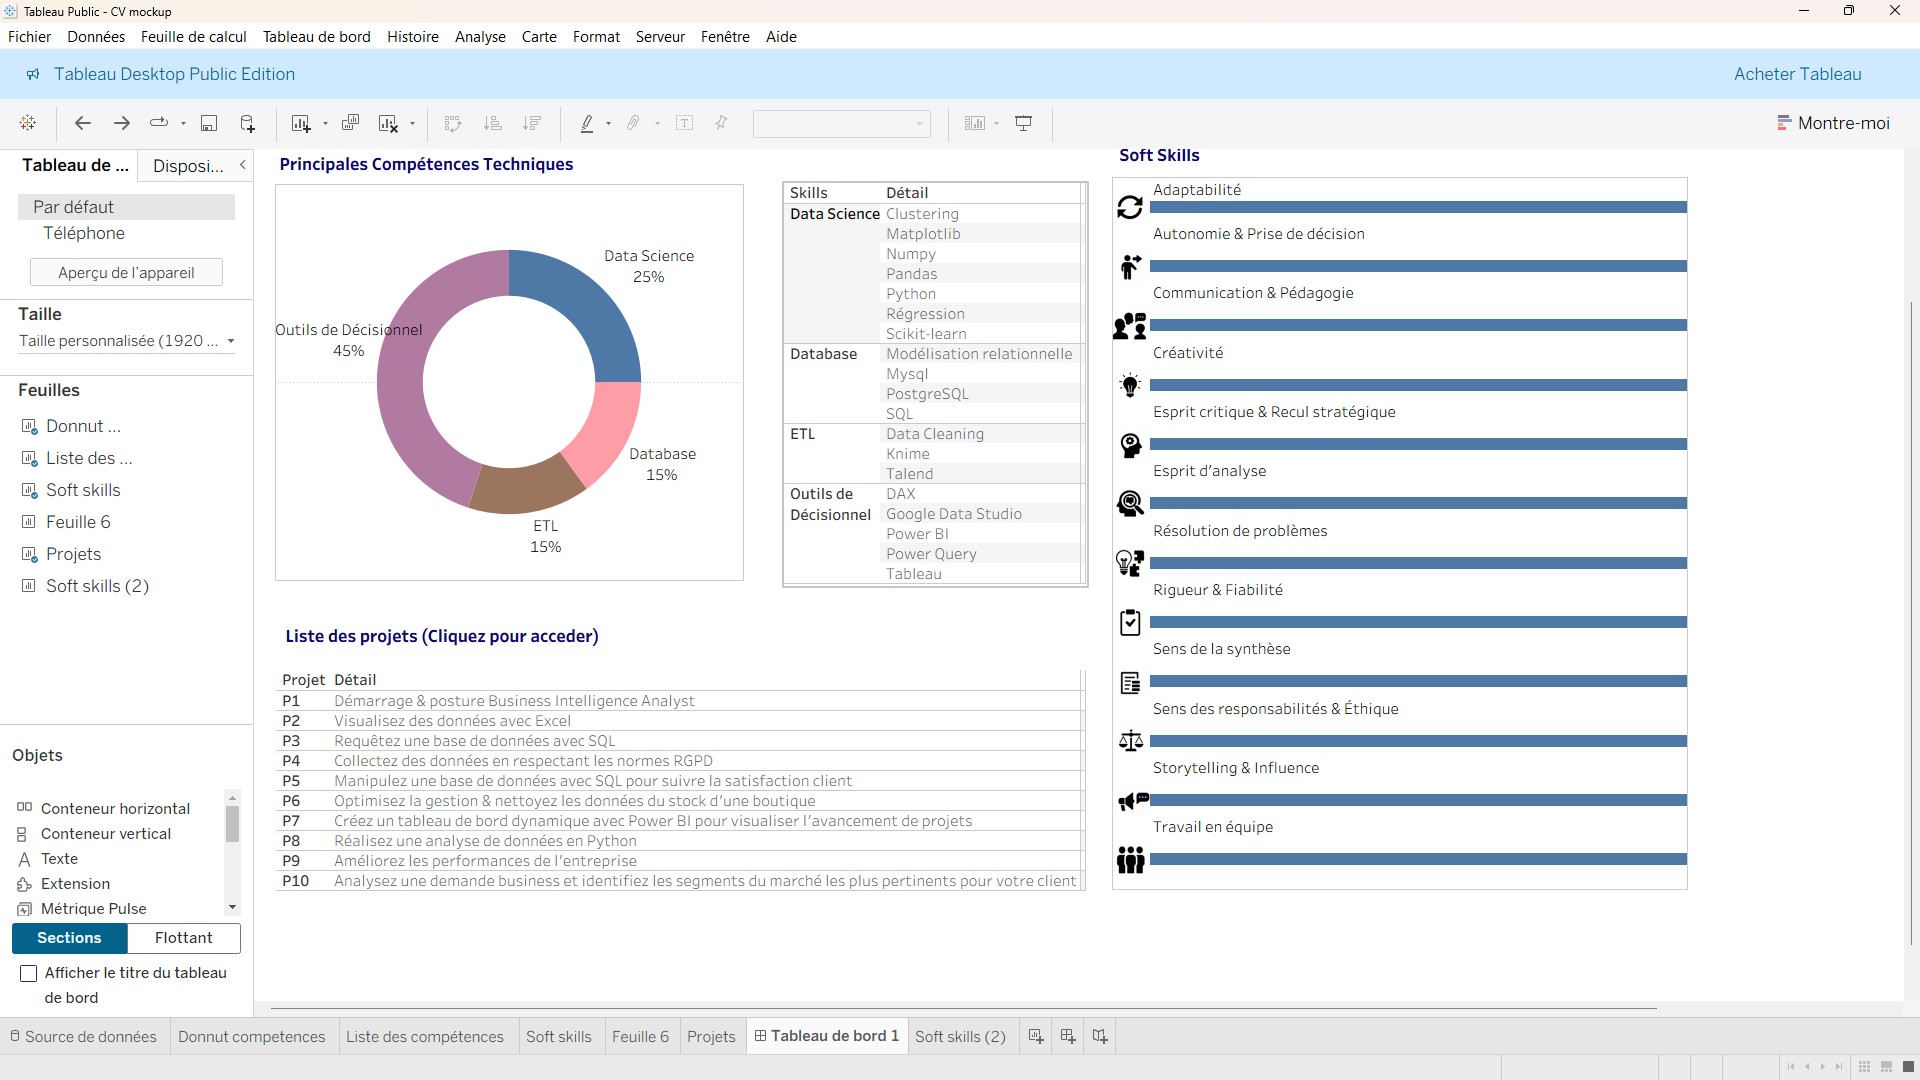 Tableau Public - CV mockup
Fichier Données Feuille de calcul Tableau de bord Histoire Analyse Carte Format Serveur Fenêtre Aide
Tableau Desktop Public Edition
Acheter Tableau
Montre-moi
Tableau de ...
Disposi...
Par défaut
Téléphone
Aperçu de l'appareil
Taille
Taille personnalisée (1920 ...
Feuilles
Donnut ...
Liste des ...
Soft skills
Feuille 6
Projets
Soft skills (2)
Objets
Conteneur horizontal
Conteneur vertical
Texte
Extension
Métrique Pulse
Sections
Flottant
Afficher le titre du tableau
de bord
Principales Compétences Techniques
Data Science
25%
Outils de Décisionnel
45%
Database
15%
ETL
15%
Skills Détail
Data Science Clustering
Matplotlib
Numpy
Pandas
Python
Régression
Scikit-learn
Database Modélisation relationnelle
Mysql
PostgreSQL
SQL
ETL Data Cleaning
Knime
Talend
Outils de DAX
Décisionnel Google Data Studio
Power BI
Power Query
Tableau
Liste des projets (Cliquez pour acceder)
Projet Détail
P1 Démarrage & posture Business Intelligence Analyst
P2 Visualisez des données avec Excel
P3 Requêtez une base de données avec SQL
P4 Collectez des données en respectant les normes RGPD
P5 Manipulez une base de données avec SQL pour suivre la satisfaction client
P6 Optimisez la gestion & nettoyez les données du stock d'une boutique
P7 Créez un tableau de bord dynamique avec Power BI pour visualiser l'avancement de projets
P8 Réalisez une analyse de données en Python
P9 Améliorez les performances de l'entreprise
P10 Analysez une demande business et identifiez les segments du marché les plus pertinents pour votre client
Soft Skills
Adaptabilité
Autonomie & Prise de décision
Communication & Pédagogie
Créativité
Esprit critique & Recul stratégique
Esprit d'analyse
Résolution de problèmes
Rigueur & Fiabilité
Sens de la synthèse
Sens des responsabilités & Éthique
Storytelling & Influence
Travail en équipe
Source de données
Donnut competences
Liste des compétences
Soft skills
Feuille 6
Projets
Tableau de bord 1
Soft skills (2)